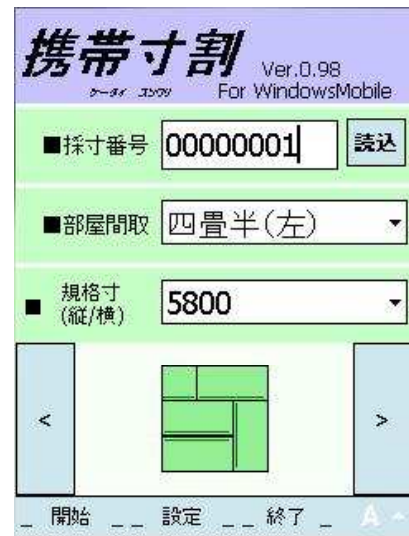 携帯寸割
Ver.0.98
ケータイ スンワリ
For WindowsMobile
■採寸番号 00000001 読込
■部屋間取 四畳半(左)
■ 規格寸
(縦/横)
5800
< >
_ 開始 _ _ 設定 _ _ 終了 _ A